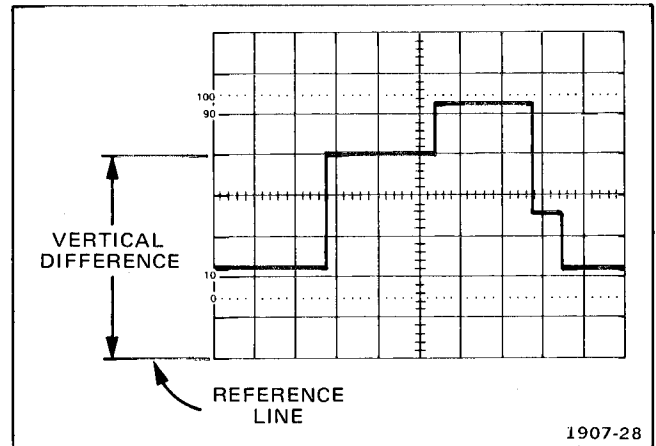 100
90
VERTICAL
DIFFERENCE
10
0
REFERENCE
LINE
1907-28